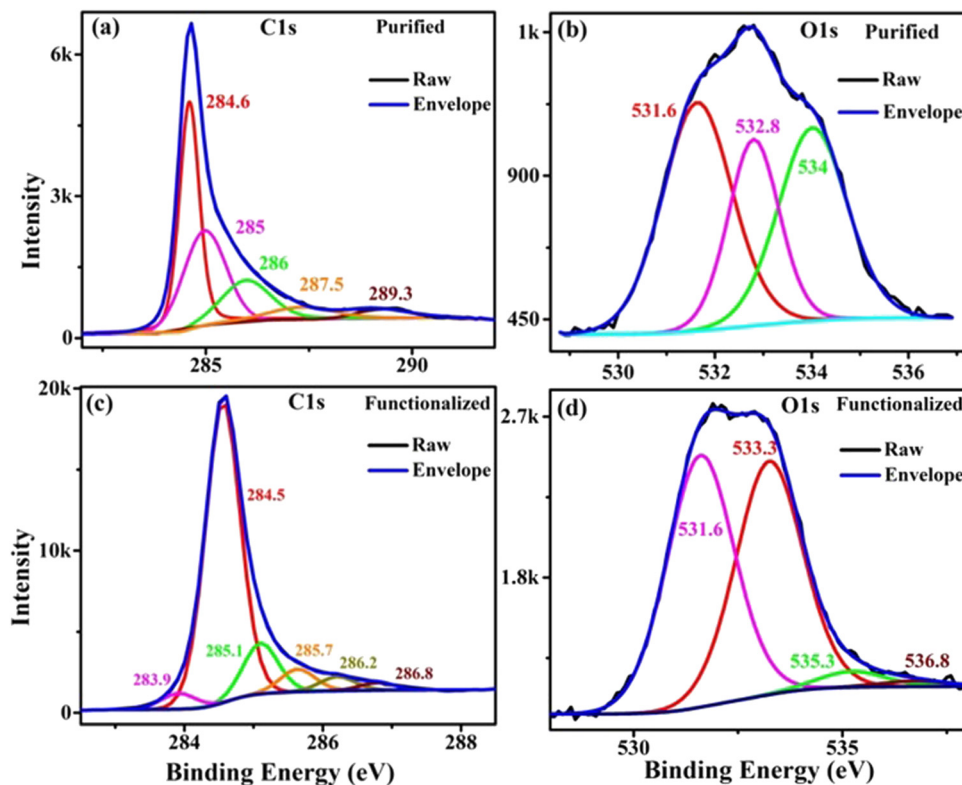 (a) C1s Purified
Raw
Envelope
284.6
285
286
287.5
289.3
6k
3k
0
285 290
Intensity
(b) O1s Purified
Raw
Envelope
531.6
532.8
534
1k
900
450
530 532 534 536
(c) C1s Functionalized
Raw
Envelope
284.5
283.9
285.1
285.7
286.2
286.8
20k
10k
0
284 286 288
Intensity
Binding Energy (eV)
(d) O1s Functionalized
Raw
Envelope
533.3
531.6
535.3
536.8
2.7k
1.8k
530 535
Binding Energy (eV)